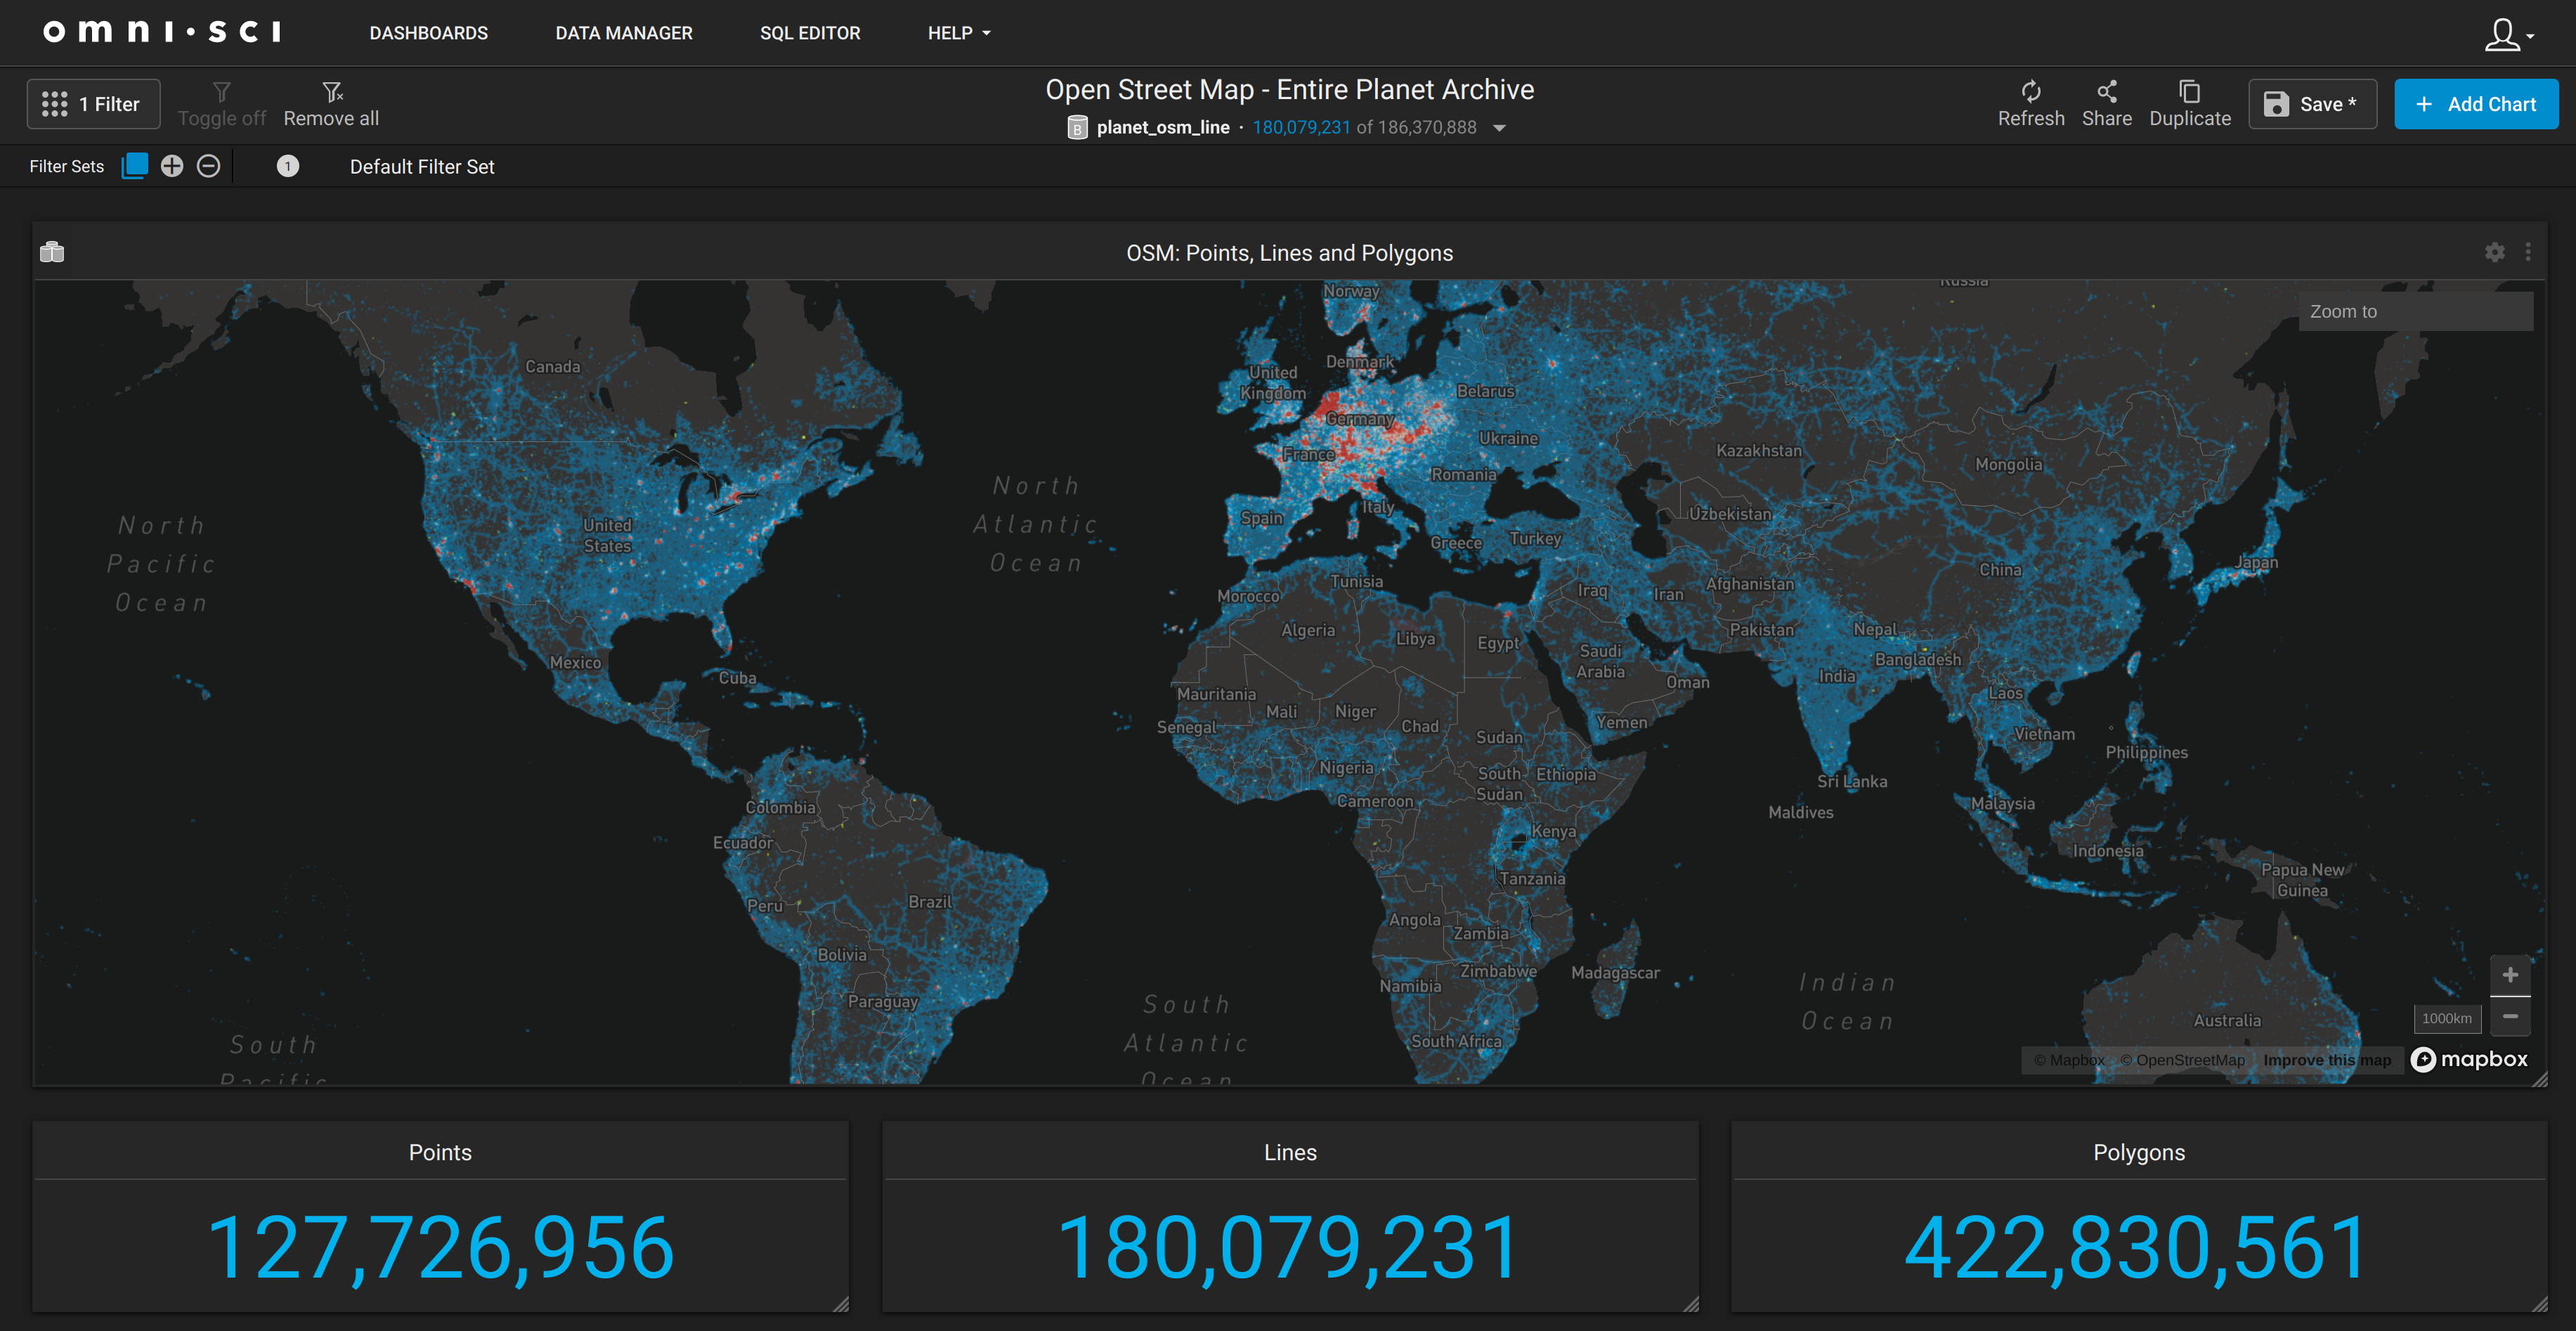 omni·sci
DASHBOARDS
DATA MANAGER
SQL EDITOR
HELP
1 Filter
Toggle off
Remove all
Open Street Map - Entire Planet Archive
B planet_osm_line · 180,079,231 of 186,370,888
Refresh
Share
Duplicate
Save *
+ Add Chart
Filter Sets
1
Default Filter Set
OSM: Points, Lines and Polygons
Zoom to
Norway
Russia
Canada
United
Kingdom
Denmark
Belarus
Germany
Ukraine
France
Romania
Kazakhstan
Mongolia
North
Pacific
Ocean
United
States
North
Atlantic
Ocean
Spain
Italy
Greece
Turkey
Uzbekistan
China
Japan
Tunisia
Morocco
Iraq
Iran
Afghanistan
Algeria
Libya
Egypt
Pakistan
Nepal
Mexico
Cuba
Saudi
Arabia
Oman
Bangladesh
India
Laos
Mauritania
Mali
Niger
Chad
Sudan
Yemen
Senegal
Vietnam
Philippines
Nigeria
South
Sudan
Ethiopia
Cameroon
Sri Lanka
Maldives
Malaysia
Colombia
Ecuador
Kenya
Indonesia
Papua New
Guinea
Tanzania
Peru
Brazil
Angola
Zambia
Bolivia
Zimbabwe
Madagascar
Namibia
Paraguay
South
Atlantic
Ocean
Indian
Ocean
South Africa
Australia
South
Pacific
1000km
© Mapbox © OpenStreetMap Improve this map
mapbox
Points
127,726,956
Lines
180,079,231
Polygons
422,830,561